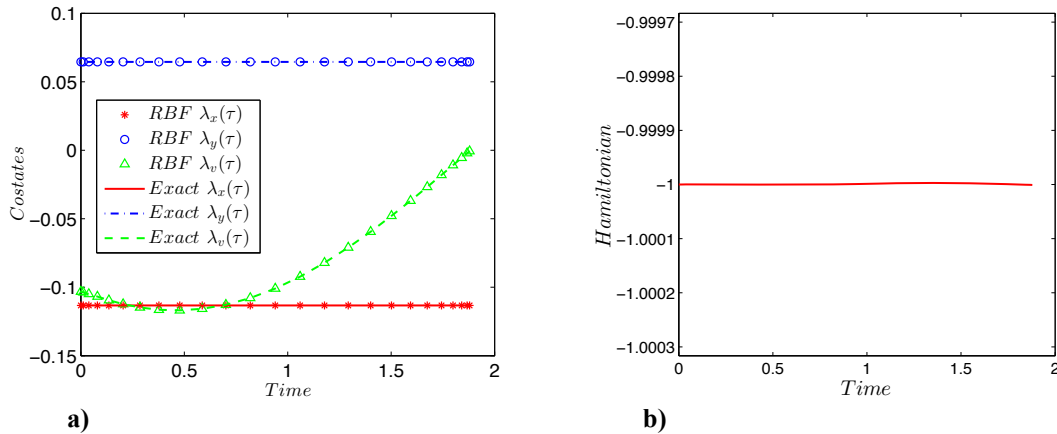 0.1
0.05
0
−0.05
−0.1
−0.15
Costates
RBF λx(τ)
RBF λy(τ)
RBF λv(τ)
Exact λx(τ)
Exact λy(τ)
Exact λv(τ)
0 0.5 1 1.5 2
Time
a)
−0.9997
−0.9998
−0.9999
−1
−1.0001
−1.0002
−1.0003
Hamiltonian
0 0.5 1 1.5 2
Time
b)